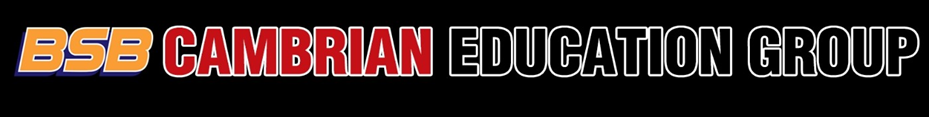 BSB CAMBRIAN EDUCATION GROUP